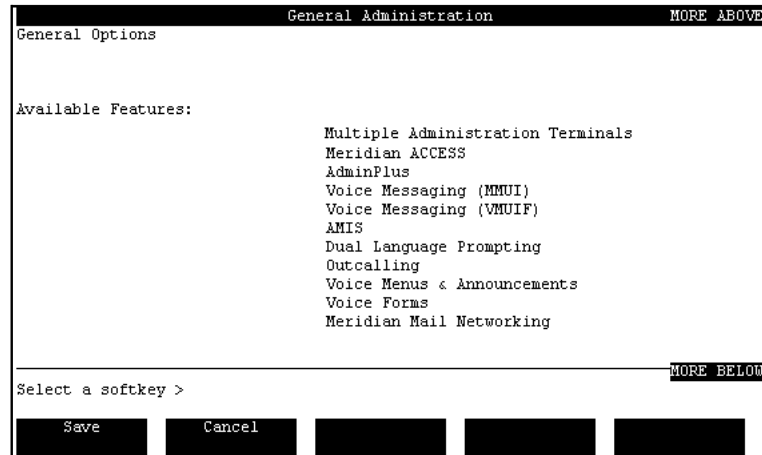 General Administration MORE ABOVE
General Options
Available Features:
Multiple Administration Terminals
Meridian ACCESS
AdminPlus
Voice Messaging (MMUI)
Voice Messaging (VMUIF)
AMIS
Dual Language Prompting
Outcalling
Voice Menus & Announcements
Voice Forms
Meridian Mail Networking
MORE BELOW
Select a softkey >
Save Cancel